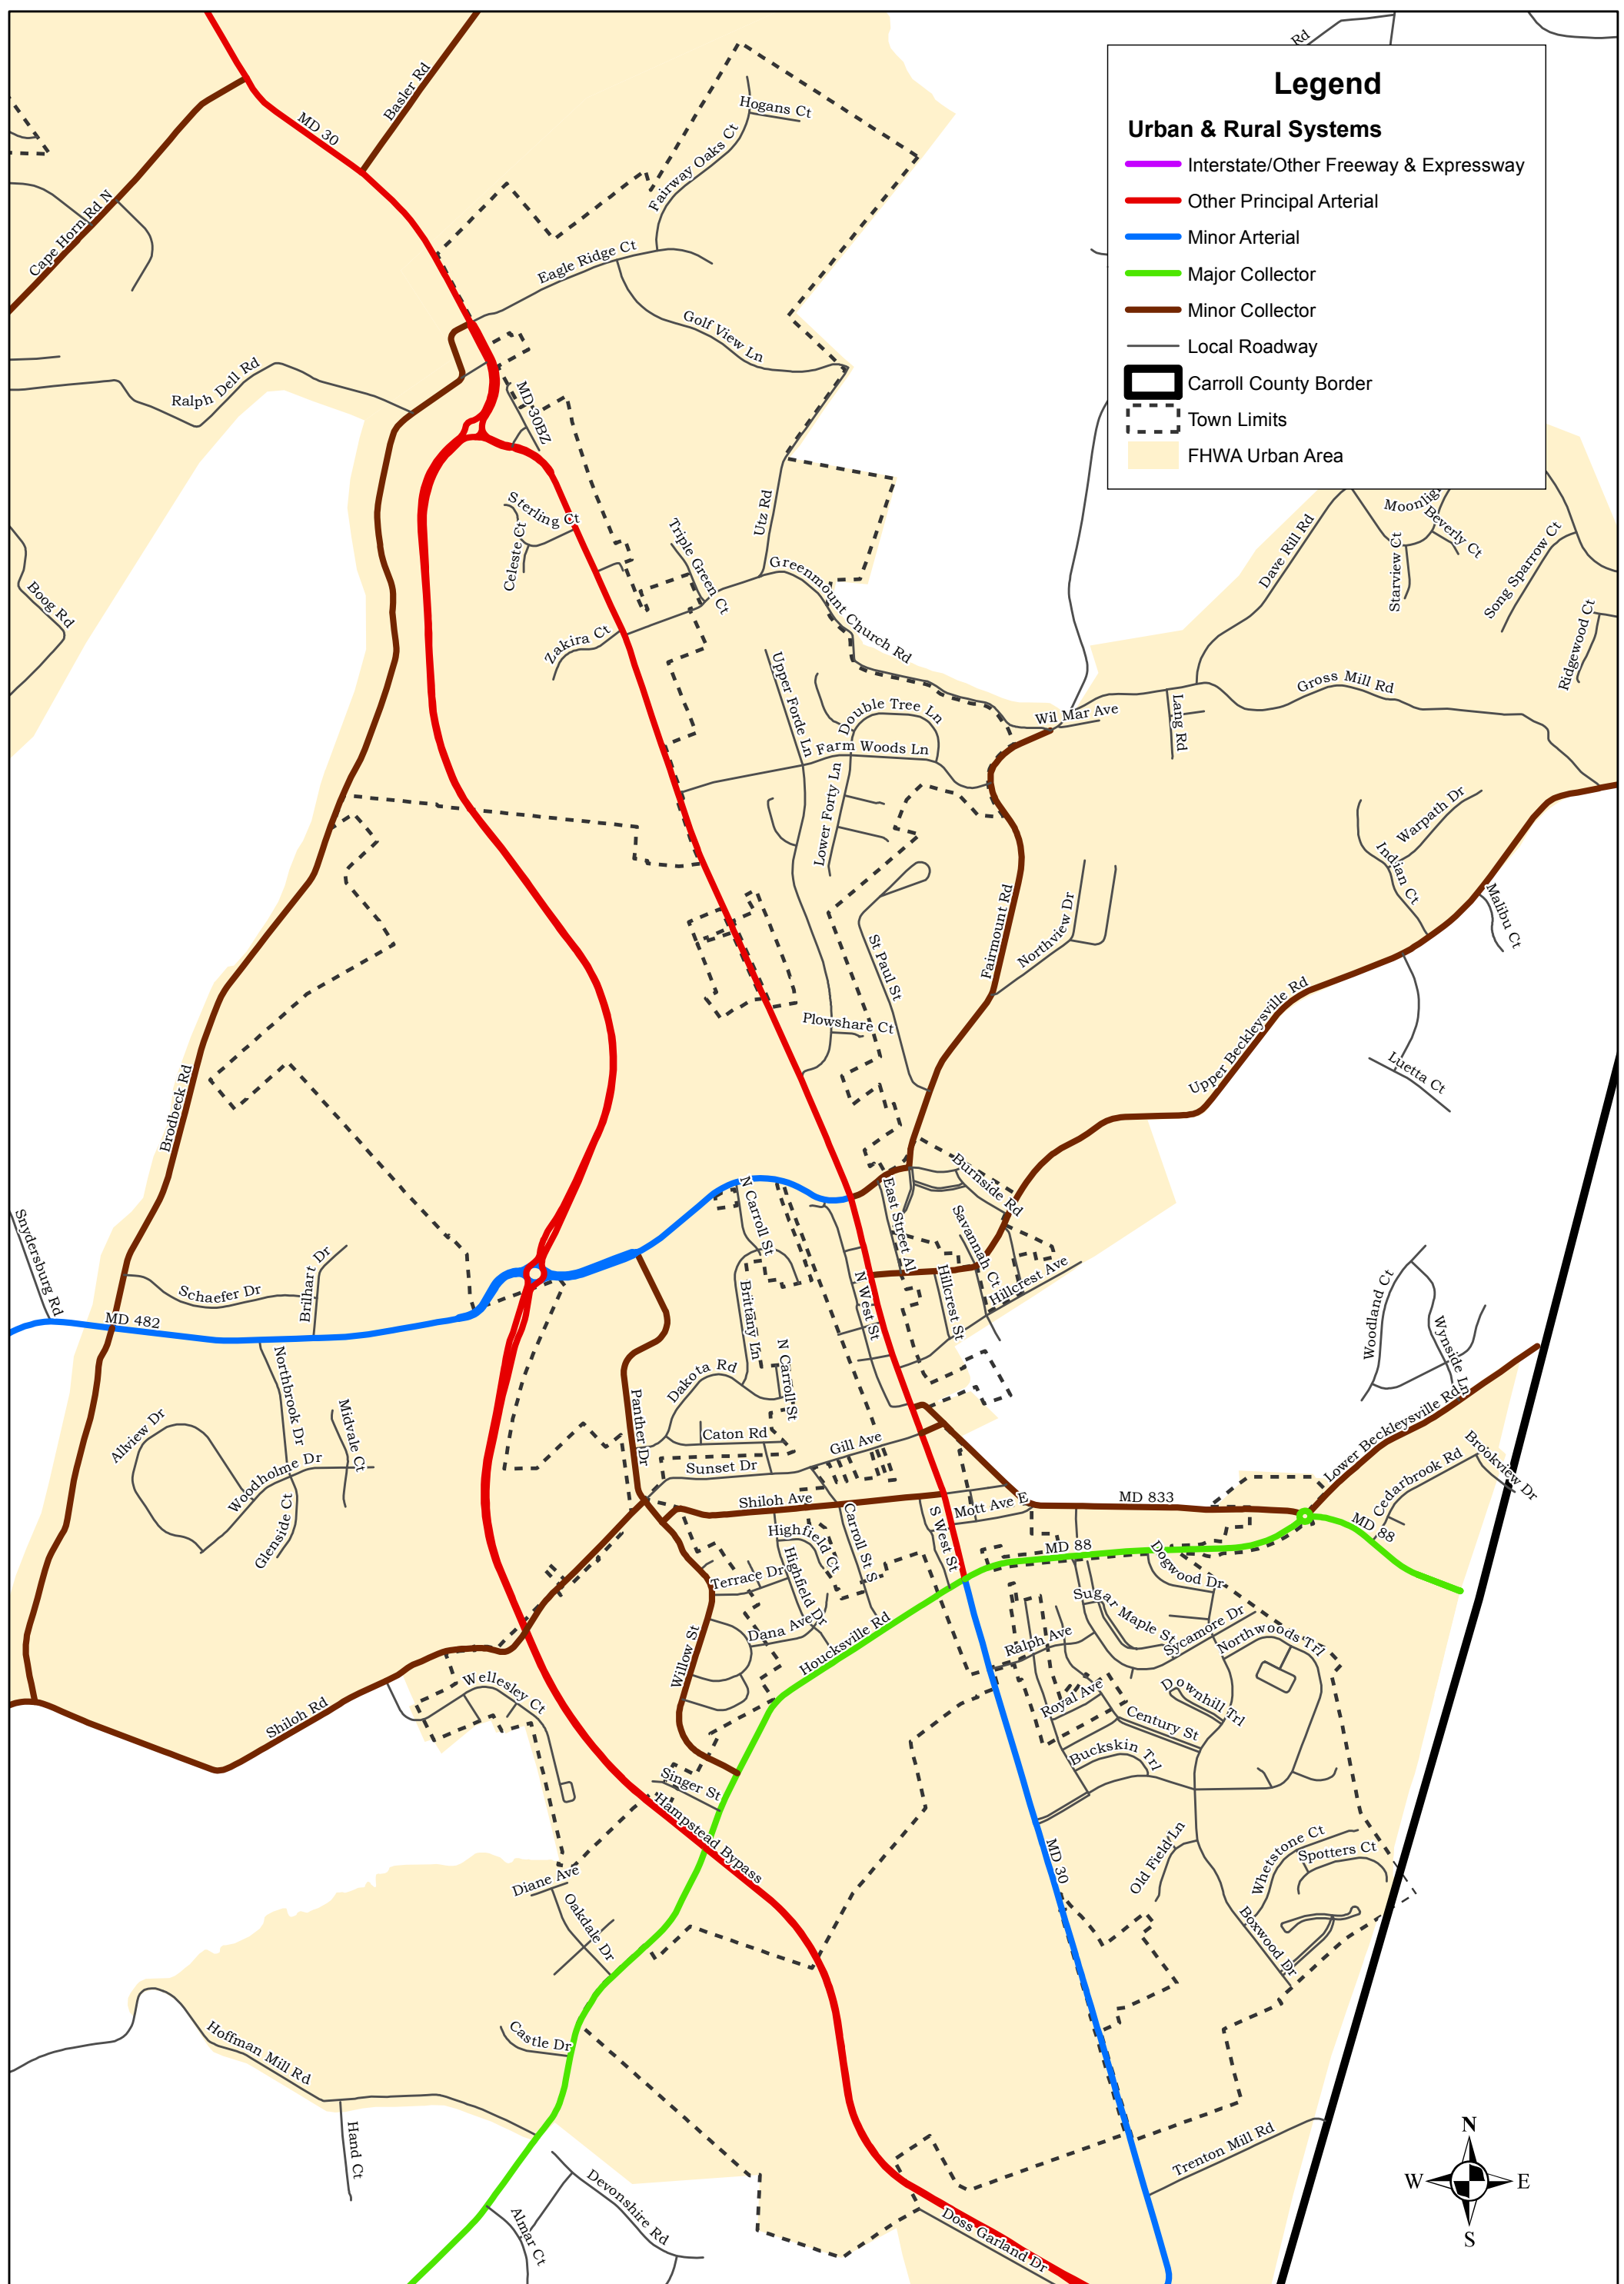 Rd
Legend
Urban & Rural Systems
Interstate/Other Freeway & Expressway
Other Principal Arterial
Minor Arterial
Major Collector
Minor Collector
Local Roadway
Carroll County Border
Town Limits
FHWA Urban Area
Basler Rd
MD 30
Hogans Ct
Fairway Oaks Ct
Cape Horn Rd N
Eagle Ridge Ct
Golf View Ln
Ralph Dell Rd
MD 30BZ
Sterling Ct
Celeste Ct
Utz Rd
Triple Green Ct
Greenmount Church Rd
Zakira Ct
Boog Rd
Beverly Ct
Starview Ct
Dave Rill Rd
Song Sparrow Ct
Ridgewood Ct
Gross Mill Rd
Wil Mar Ave
Lang Rd
Upper Forde Ln
Double Tree Ln
Farm Woods Ln
Lower Forty Ln
Warpath Dr
Indian Ct
Malibu Ct
St Paul St
Fairmount Rd
Northview Dr
Plowshare Ct
Upper Beckleysville Rd
Luetta Ct
Brodbeck Rd
Burnside Rd
East Street Al
Savannah Ct
N Carroll St
Snydersburg Rd
Schaefer Dr
Brilhart Dr
MD 482
N West St
Hillcrest St
Hillcrest Ave
Brittany Ln
Woodland Ct
Wynside Ln
Northbrook Dr
N Carroll St
Dakota Rd
Midvale Ct
Panther Dr
Allview Dr
Caton Rd
Gill Ave
Lower Beckleysville Rd
Woodholme Dr
Sunset Dr
Cedarbrook Rd
Brookview Dr
Glenside Ct
Shiloh Ave
Mott Ave E
MD 833
MD 88
Highfield Ct
Carroll St S
S West St
MD 88
Dogwood Dr
Terrace Dr
Highfield Dr
Sugar Maple St
Dana Ave
Sycamore Dr
Northwoods Trl
Willow St
Houcksville Rd
Ralph Ave
Wellesley Ct
Royal Ave
Downhill Trl
Shiloh Rd
Century St
Buckskin Trl
Singer St
Hampstead Bypass
MD 30
Old Field Ln
Whetstone Ct
Spotters Ct
Diane Ave
Oakdale Dr
Boxwood Dr
Castle Dr
Hoffman Mill Rd
Hand Ct
Devonshire Rd
Almar Ct
Trenton Mill Rd
Doss Garland Dr
N
W
E
S